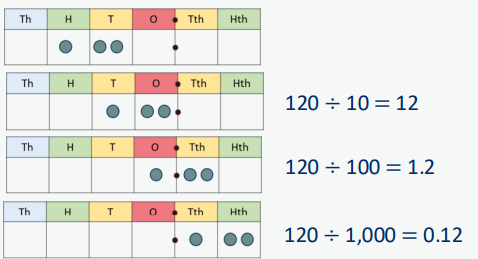 Th H T O Tth Hth
Th H T O Tth Hth
120 ÷ 10 = 12
Th H T O Tth Hth
120 ÷ 100 = 1.2
Th H T O Tth Hth
120 ÷ 1,000 = 0.12